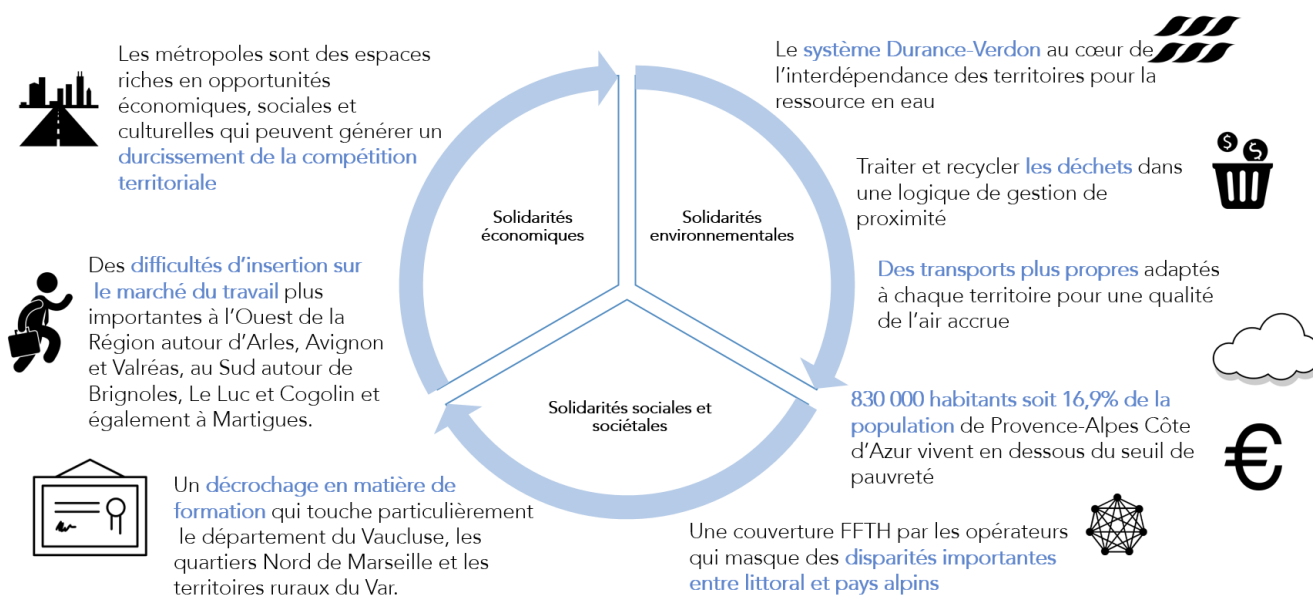 Les métropoles sont des espaces
riches en opportunités
économiques, sociales et
culturelles qui peuvent générer un
durcissement de la compétition
territoriale
Des difficultés d'insertion sur
le marché du travail plus
importantes à l'Ouest de la
Région autour d'Arles, Avignon
et Valréas, au Sud autour de
Brignoles, Le Luc et Cogolin et
également à Martigues.
Un décrochage en matière de
formation qui touche particulièrement
le département du Vaucluse, les
quartiers Nord de Marseille et les
territoires ruraux du Var.
Solidarités
économiques
Solidarités
environnementales
Solidarités sociales et
sociétales
Le système Durance-Verdon au cœur de
l'interdépendance des territoires pour la
ressource en eau
$ $
Traiter et recycler les déchets dans
une logique de gestion de
proximité
Des transports plus propres adaptés
à chaque territoire pour une qualité
de l'air accrue
830 000 habitants soit 16,9% de la
population de Provence-Alpes Côte
d'Azur vivent en dessous du seuil de
pauvreté
€
Une couverture FFTH par les opérateurs
qui masque des disparités importantes
entre littoral et pays alpins